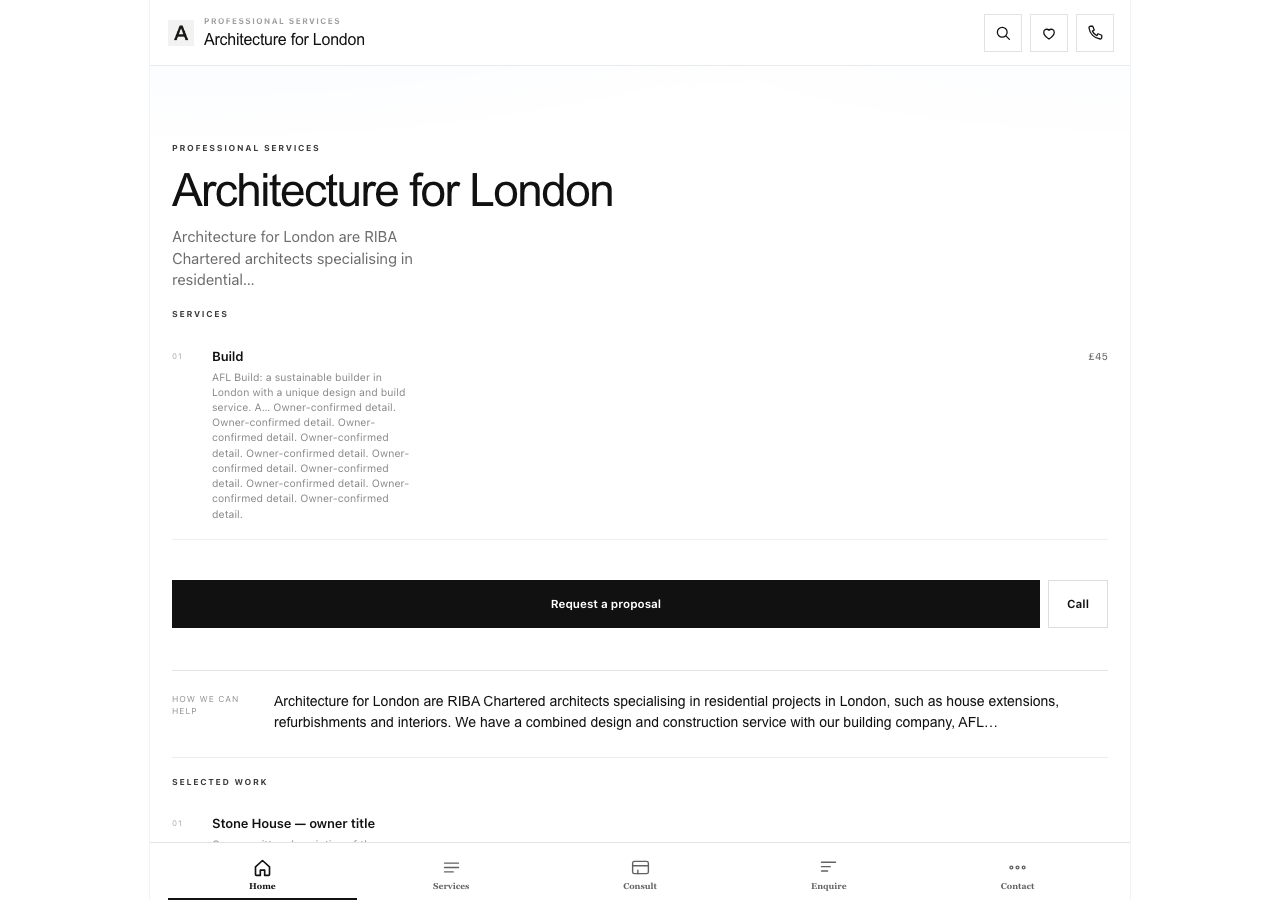 A
PROFESSIONAL SERVICES
Architecture for London
PROFESSIONAL SERVICES
Architecture for London
Architecture for London are RIBA
Chartered architects specialising in
residential...
SERVICES
01
Build
£45
AFL Build: a sustainable builder in
London with a unique design and build
service. A... Owner-confirmed detail.
Owner-confirmed detail. Owner-
confirmed detail. Owner-confirmed
detail. Owner-confirmed detail. Owner-
confirmed detail. Owner-confirmed
detail. Owner-confirmed detail. Owner-
confirmed detail. Owner-confirmed
detail.
Request a proposal
Call
HOW WE CAN
HELP
Architecture for London are RIBA Chartered architects specialising in residential projects in London, such as house extensions,
refurbishments and interiors. We have a combined design and construction service with our building company, AFL…
SELECTED WORK
01
Stone House — owner title
Home
Services
Consult
Enquire
Contact